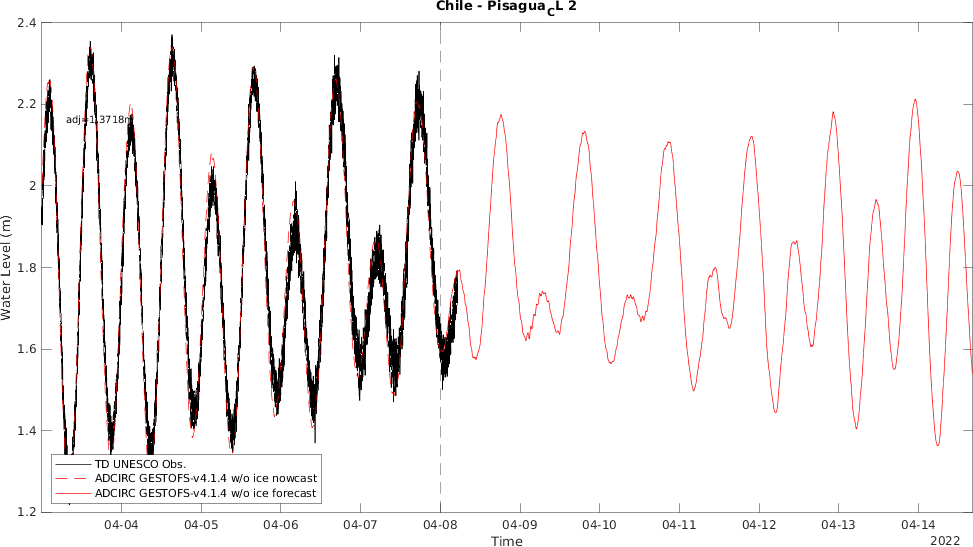 Chile - Pisagua_CL 2
2.4
2.2
2
1.8
1.6
1.4
1.2
Water Level (m)
adj=1.3718m
TD UNESCO Obs.
ADCIRC GESTOFS-v4.1.4 w/o ice nowcast
ADCIRC GESTOFS-v4.1.4 w/o ice forecast
04-04 04-05 04-06 04-07 04-08 04-09 04-10 04-11 04-12 04-13 04-14
Time
2022